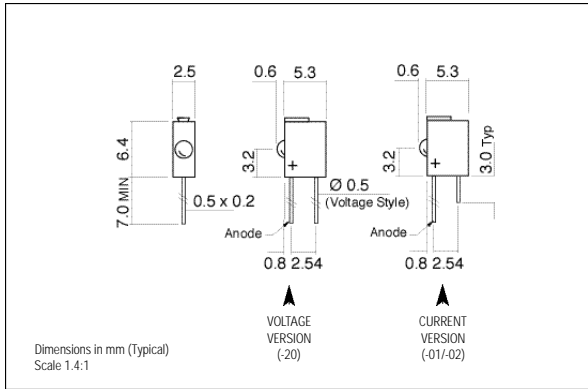 2.5
0.6 5.3
0.6 5.3
6.4
3.2
+
3.2
+
3.0 Typ
7.0 MIN
0.5 x 0.2
Ø 0.5
(Voltage Style)
Anode
Anode
0.8 2.54
0.8 2.54
VOLTAGE
VERSION
(-20)
CURRENT
VERSION
(-01/-02)
Dimensions in mm (Typical)
Scale 1.4:1